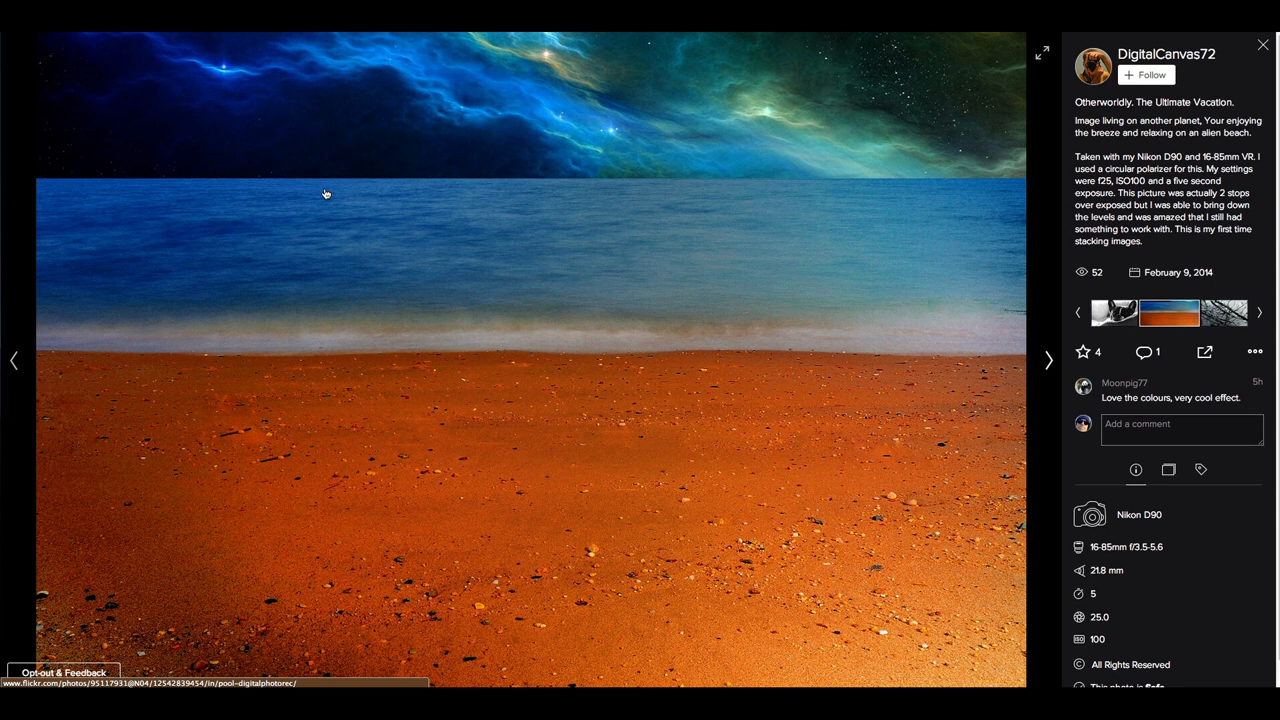 DigitalCanvas72
+ Follow
Otherworldly. The Ultimate Vacation.
Image living on another planet, Your enjoying
the breeze and relaxing on an alien beach.
Taken with my Nikon D90 and 16-85mm VR. I
used a circular polarizer for this. My settings
were f25, ISO100 and a five second
exposure. This picture was actually 2 stops
over exposed but I was able to bring down
the levels and was amazed that I still had
something to work with. This is my first time
stacking images.
52 February 9, 2014
4 1
Moonpig77 5h
Love the colours, very cool effect.
Add a comment
Nikon D90
16-85mm f/3.5-5.6
21.8 mm
5
25.0
ISO 100
© All Rights Reserved
This photo is Safe
Opt-out & Feedback
www.flickr.com/photos/95117931@N04/12542839454/in/pool-digitalphotorec/